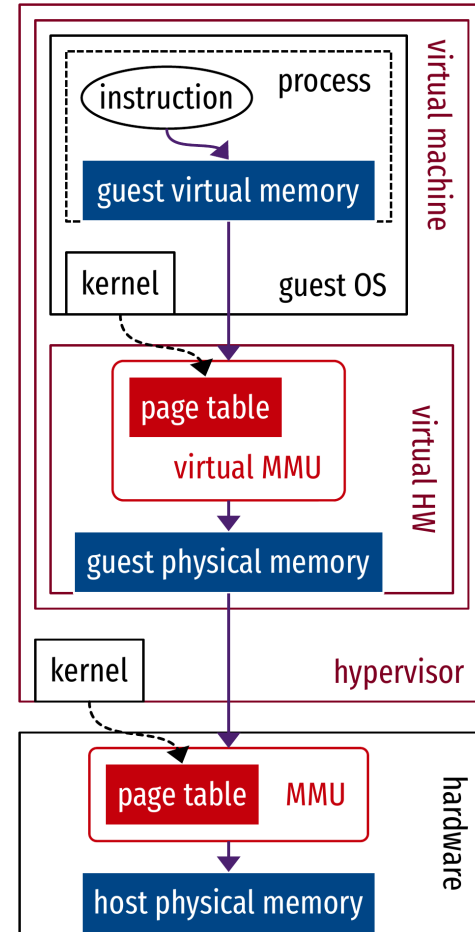 process
instruction
guest virtual memory
virtual machine
kernel
guest OS
page table
virtual MMU
virtual HW
guest physical memory
kernel
hypervisor
page table
MMU
hardware
host physical memory